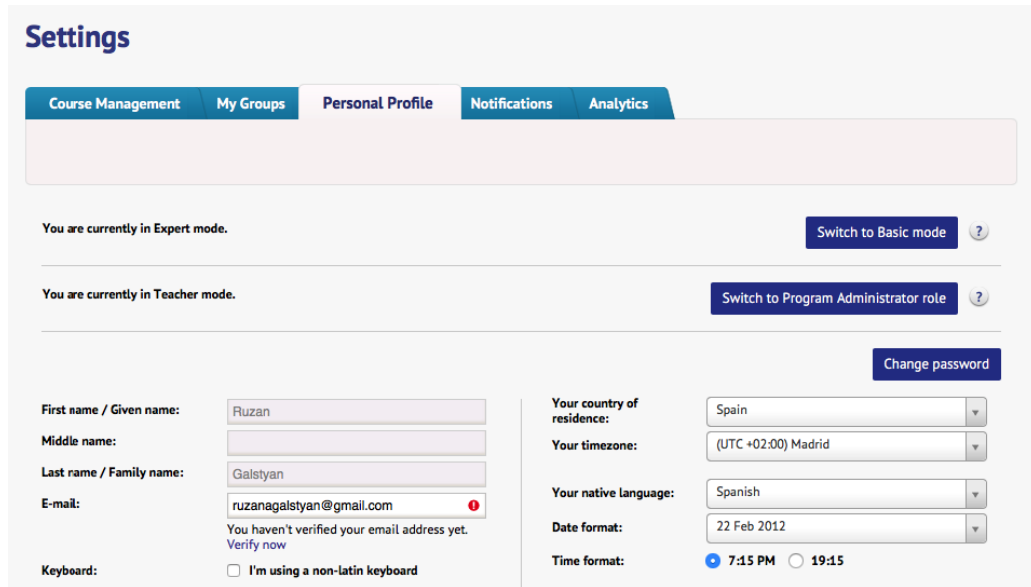 Settings
Course Management
My Groups
Personal Profile
Notifications
Analytics
You are currently in Expert mode.
Switch to Basic mode
?
You are currently in Teacher mode.
Switch to Program Administrator role
?
Change password
First name / Given name:
Ruzan
Middle name:
Last name / Family name:
Galstyan
E-mail:
ruzanagalstyan@gmail.com
You haven't verified your email address yet.
Verify now
Keyboard:
I'm using a non-latin keyboard
Your country of
residence:
Spain
Your timezone:
(UTC +02:00) Madrid
Your native language:
Spanish
Date format:
22 Feb 2012
Time format:
7:15 PM
19:15